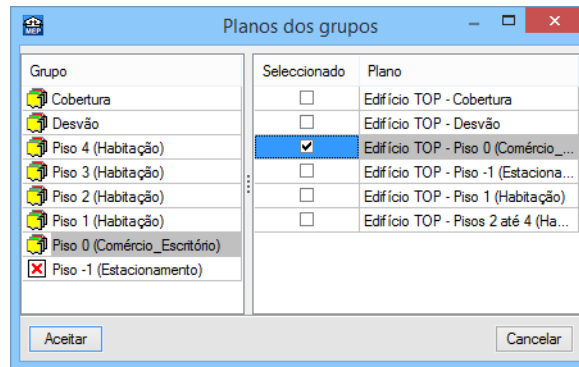 MEP
Planos dos grupos
Grupo
Cobertura
Desvão
Piso 4 (Habitação)
Piso 3 (Habitação)
Piso 2 (Habitação)
Piso 1 (Habitação)
Piso 0 (Comércio_Escritório)
Piso -1 (Estacionamento)
Seleccionado Plano
Edifício TOP - Cobertura
Edifício TOP - Desvão
Edifício TOP - Piso 0 (Comércio_...
Edifício TOP - Piso -1 (Estaciona...
Edifício TOP - Piso 1 (Habitação)
Edifício TOP - Pisos 2 até 4 (Ha...
Aceitar
Cancelar